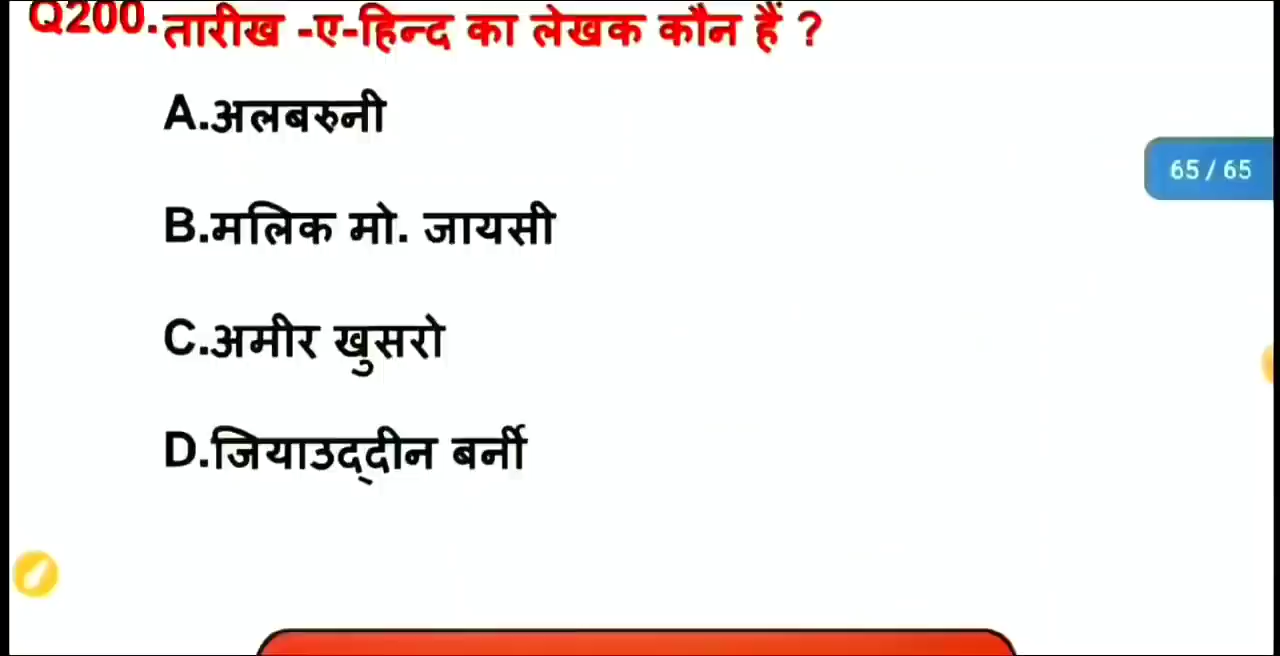 Q200.तारीख -ए-हिन्द का लेखक कौन हैं ?
A.अलबरुनी
65 / 65
B.मलिक मो. जायसी
C.अमीर खुसरो
D.जियाउद्दीन बर्नी